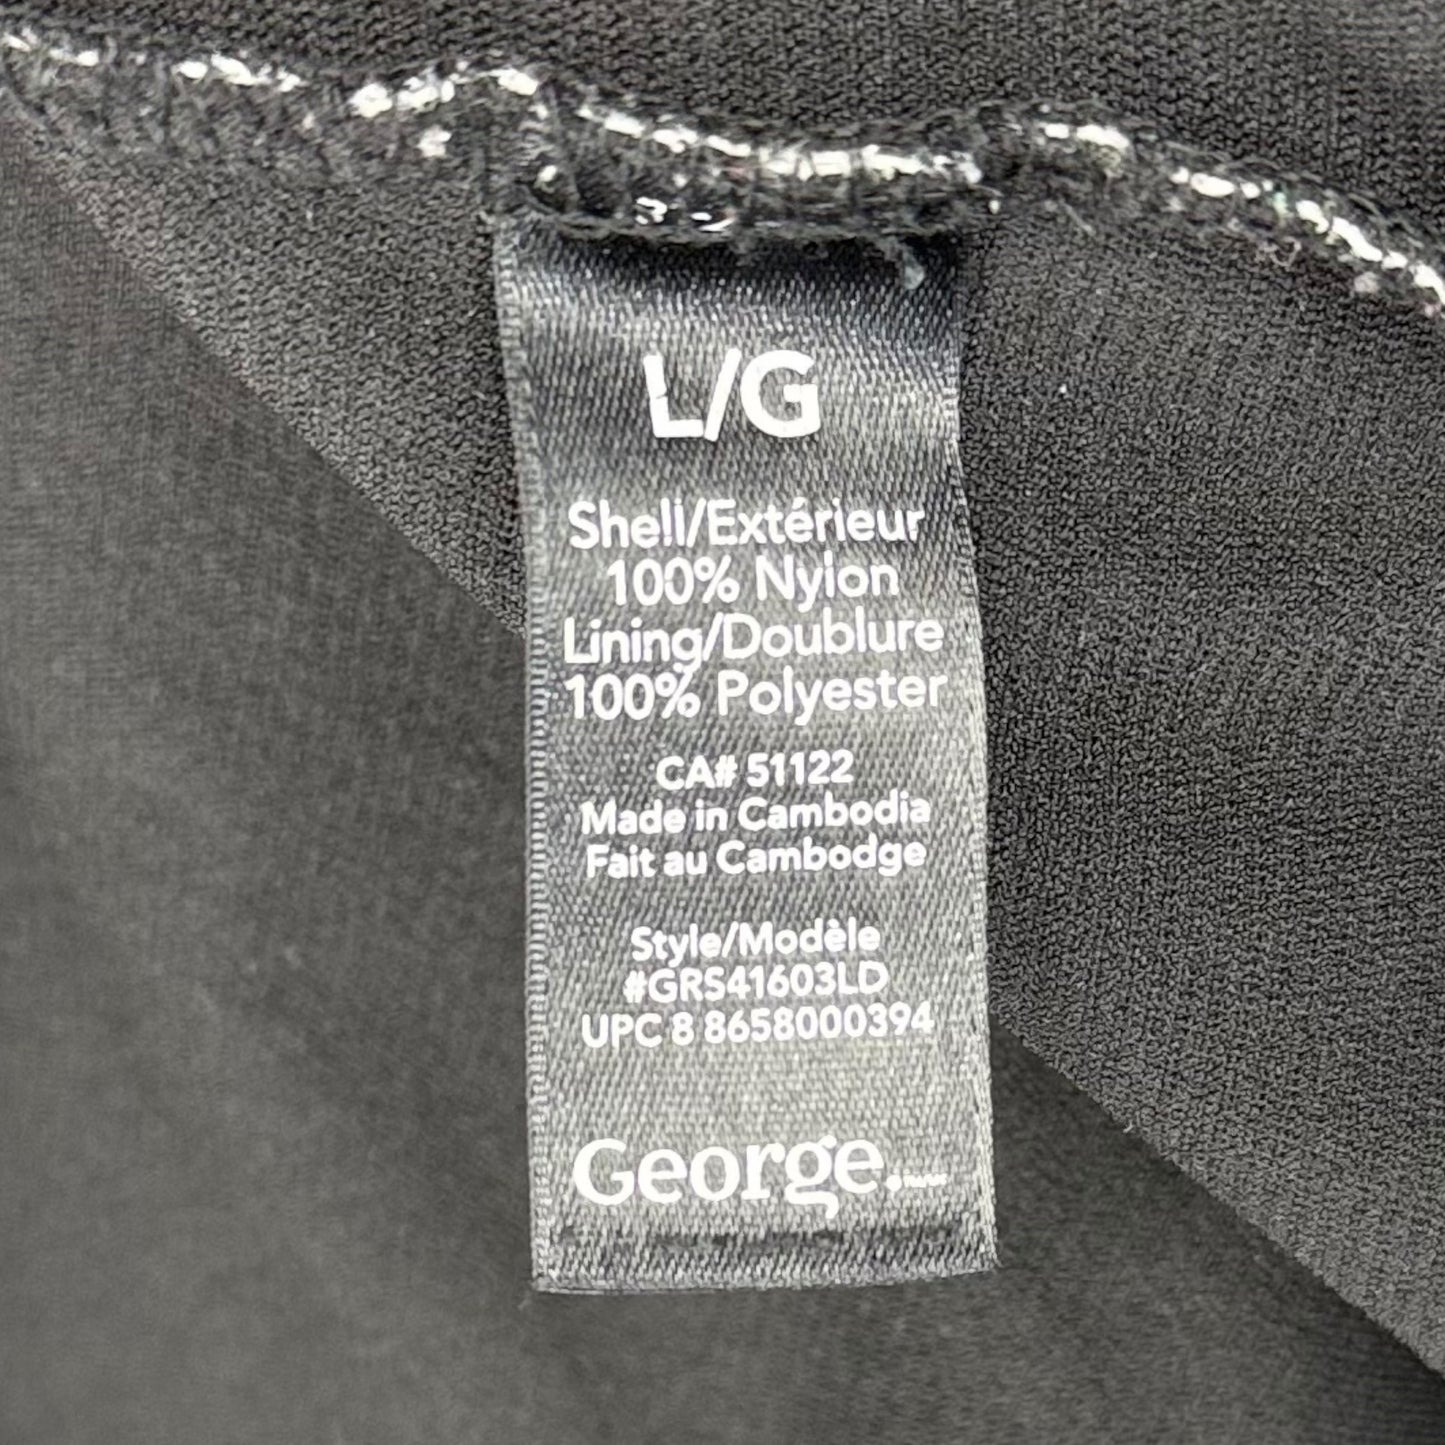 L/G
Shell/Extérieur
100% Nylon
Lining/Doublure
100% Polyester
CA# 51122
Made in Cambodia
Fait au Cambodge
Style/Modèle
#GRS41603LD
UPC 8 8658000394
George.